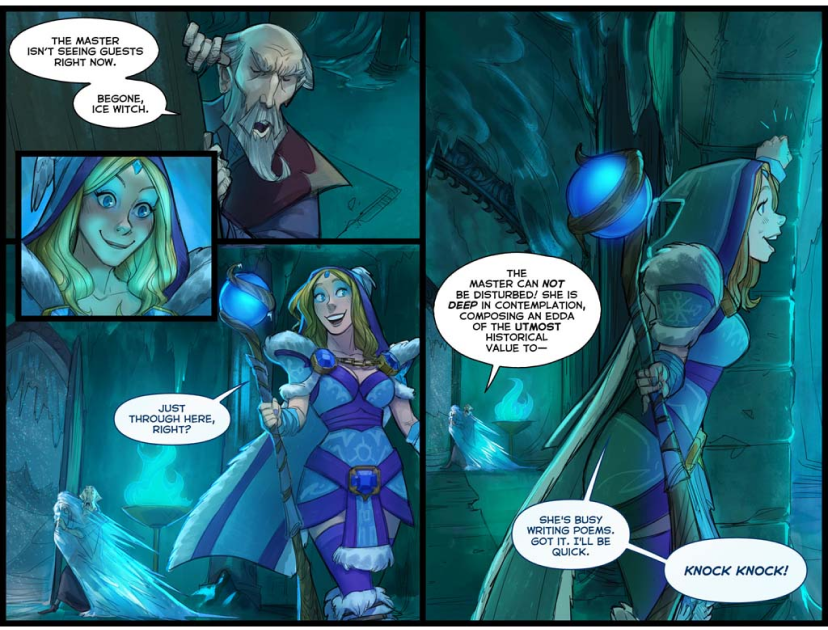 THE MASTER
ISN'T SEEING GUESTS
RIGHT NOW.
BEGONE,
ICE WITCH.
JUST
THROUGH HERE,
RIGHT?
THE
MASTER CAN NOT
BE DISTURBED! SHE IS
DEEP IN CONTEMPLATION,
COMPOSING AN EDDA
OF THE UTMOST
HISTORICAL
VALUE TO—
SHE'S BUSY
WRITING POEMS.
GOT IT. I'LL BE
QUICK.
KNOCK KNOCK!